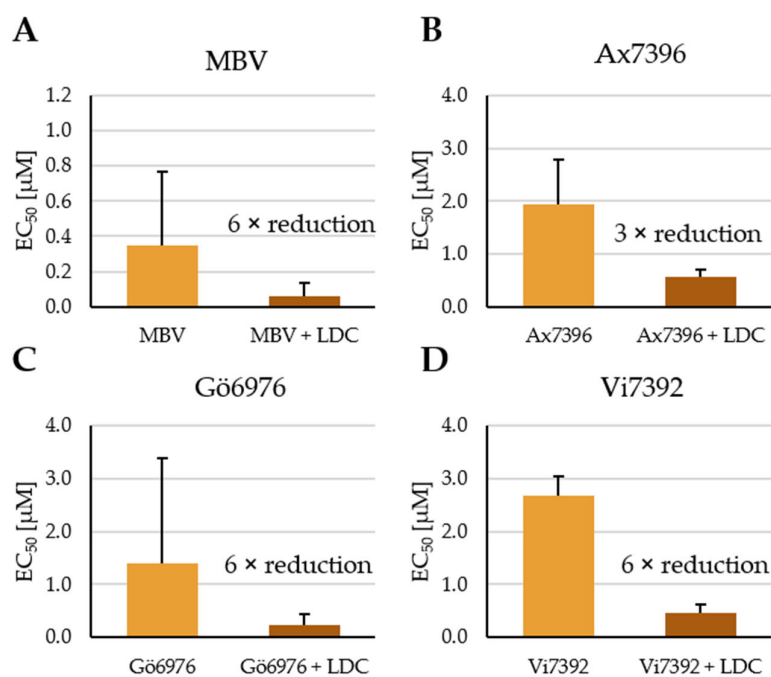 A
MBV
EC50 [µM]
1.2
1.0
0.8
0.6
0.4
0.2
0.0
6 × reduction
MBV
MBV + LDC
B
Ax7396
EC50 [µM]
4.0
3.0
2.0
1.0
0.0
3 × reduction
Ax7396
Ax7396 + LDC
C
Gö6976
EC50 [µM]
4.0
3.0
2.0
1.0
0.0
6 × reduction
Gö6976
Gö6976 + LDC
D
Vi7392
EC50 [µM]
4.0
3.0
2.0
1.0
0.0
6 × reduction
Vi7392
Vi7392 + LDC